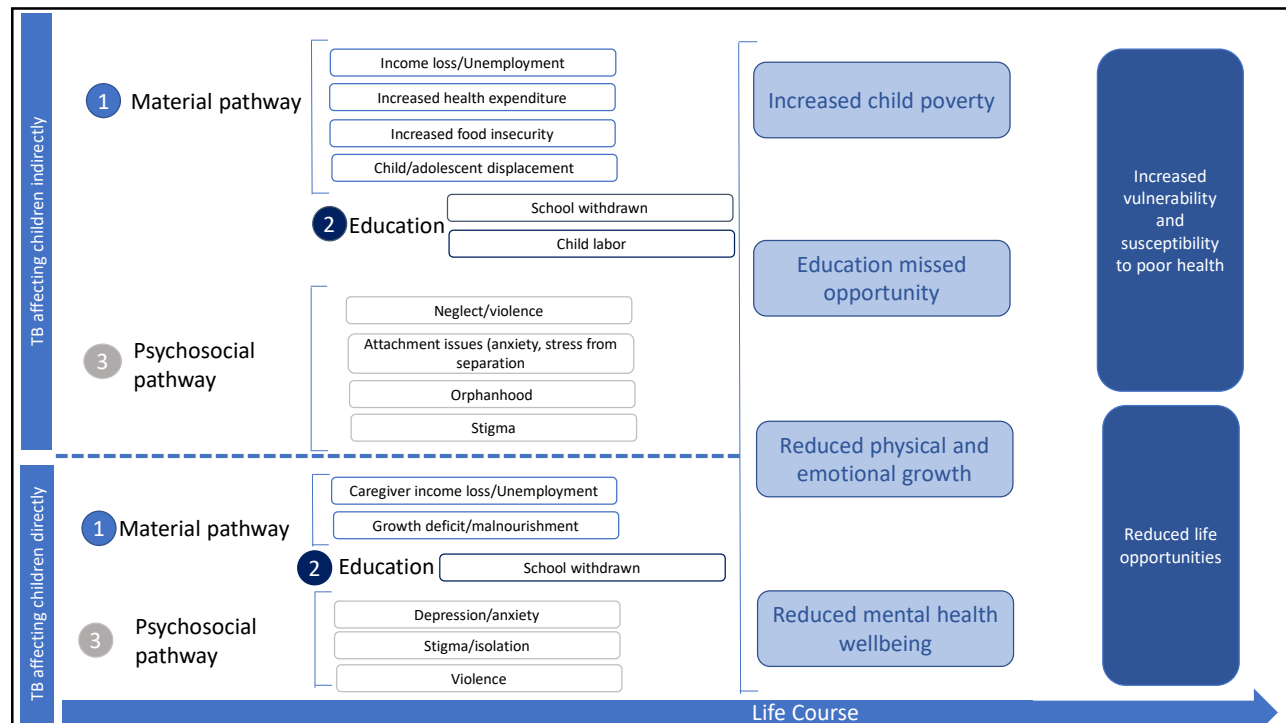 TB affecting children indirectly
1 Material pathway
Income loss/Unemployment
Increased health expenditure
Increased food insecurity
Child/adolescent displacement
2 Education
School withdrawn
Child labor
3 Psychosocial
pathway
Neglect/violence
Attachment issues (anxiety, stress from
separation
Orphanhood
Stigma
TB affecting children directly
1 Material pathway
Caregiver income loss/Unemployment
Growth deficit/malnourishment
2 Education
School withdrawn
3 Psychosocial
pathway
Depression/anxiety
Stigma/isolation
Violence
Increased child poverty
Education missed
opportunity
Reduced physical and
emotional growth
Reduced mental health
wellbeing
Increased
vulnerability
and
susceptibility
to poor health
Reduced life
opportunities
Life Course